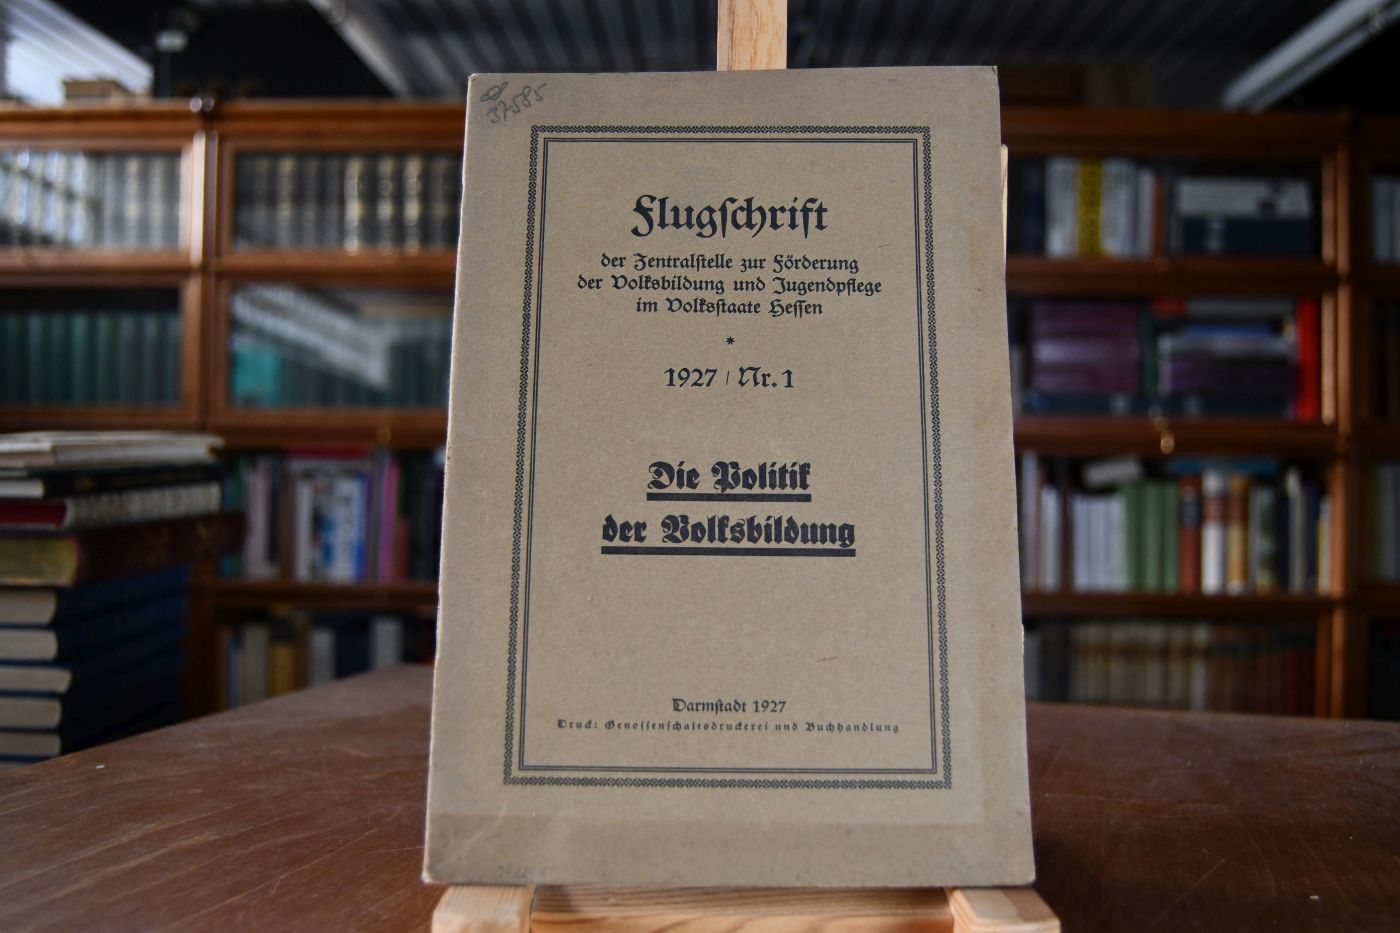 37585
Flugschrift
der Zentralstelle zur Förderung
der Volksbildung und Jugendpflege
im Volksstaate Hessen
*
1927 / Nr. 1
Die Politik
der Volksbildung
Darmstadt 1927
Druck: Genossenschaftsdruckerei und Buchhandlung